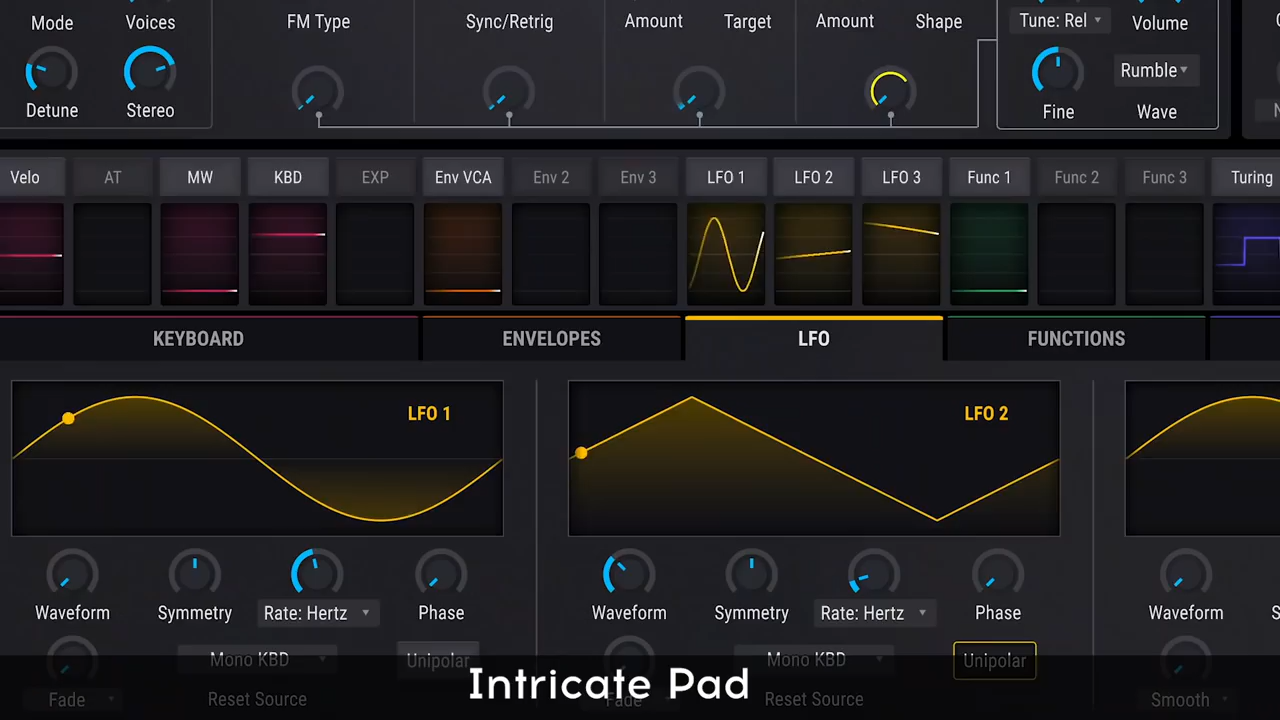 Mode Voices FM Type Sync/Retrig Amount Target Amount Shape Tune: Rel Volume
Detune Stereo Fine Rumble Wave
Velo AT MW KBD EXP Env VCA Env 2 Env 3 LFO 1 LFO 2 LFO 3 Func 1 Func 2 Func 3 Turing
KEYBOARD ENVELOPES LFO FUNCTIONS
LFO 1 LFO 2
Waveform Symmetry Rate: Hertz Phase Waveform Symmetry Rate: Hertz Phase Waveform
Mono KBD Unipolar Mono KBD Unipolar
Fade Reset Source Fade Reset Source Smooth
Intricate Pad